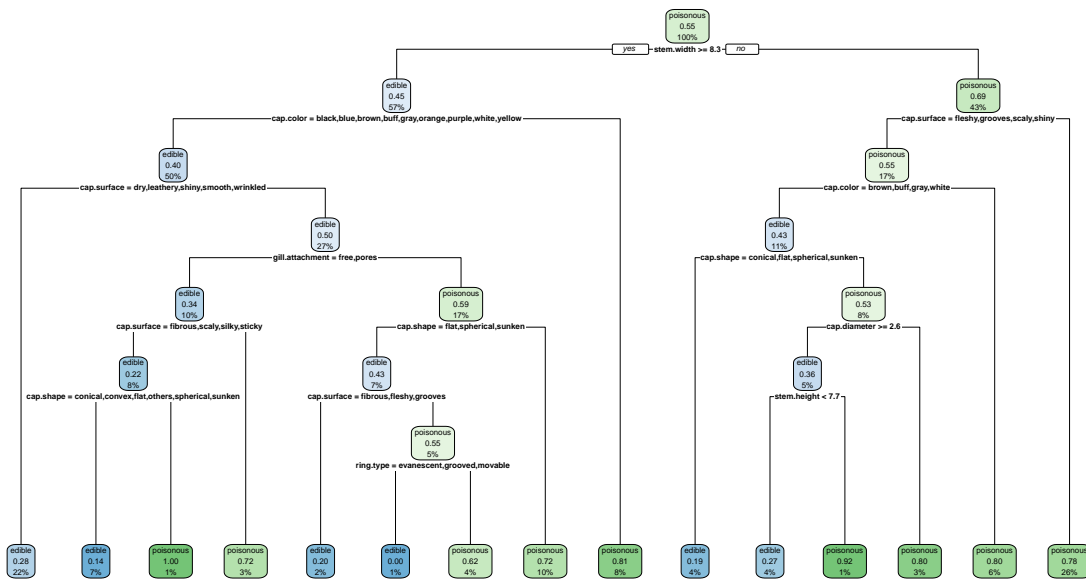 poisonous
0.55
100%
yes stem.width >= 8.3 no
edible
0.45
57%
poisonous
0.69
43%
cap.color = black,blue,brown,buff,gray,orange,purple,white,yellow
cap.surface = fleshy,grooves,scaly,shiny
edible
0.40
50%
poisonous
0.55
17%
cap.surface = dry,leathery,shiny,smooth,wrinkled
cap.color = brown,buff,gray,white
edible
0.50
27%
edible
0.43
11%
gill.attachment = free,pores
cap.shape = conical,flat,spherical,sunken
edible
0.34
10%
poisonous
0.59
17%
poisonous
0.53
8%
cap.surface = fibrous,scaly,silky,sticky
cap.shape = flat,spherical,sunken
cap.diameter >= 2.6
edible
0.22
8%
edible
0.43
7%
edible
0.36
5%
cap.shape = conical,convex,flat,others,spherical,sunken
cap.surface = fibrous,fleshy,grooves
stem.height < 7.7
poisonous
0.55
5%
ring.type = evanescent,grooved,movable
edible
0.28
22%
edible
0.14
7%
poisonous
1.00
1%
poisonous
0.72
3%
edible
0.20
2%
edible
0.00
1%
poisonous
0.62
4%
poisonous
0.72
10%
poisonous
0.81
8%
edible
0.19
4%
edible
0.27
4%
poisonous
0.92
1%
poisonous
0.80
3%
poisonous
0.80
6%
poisonous
0.78
26%